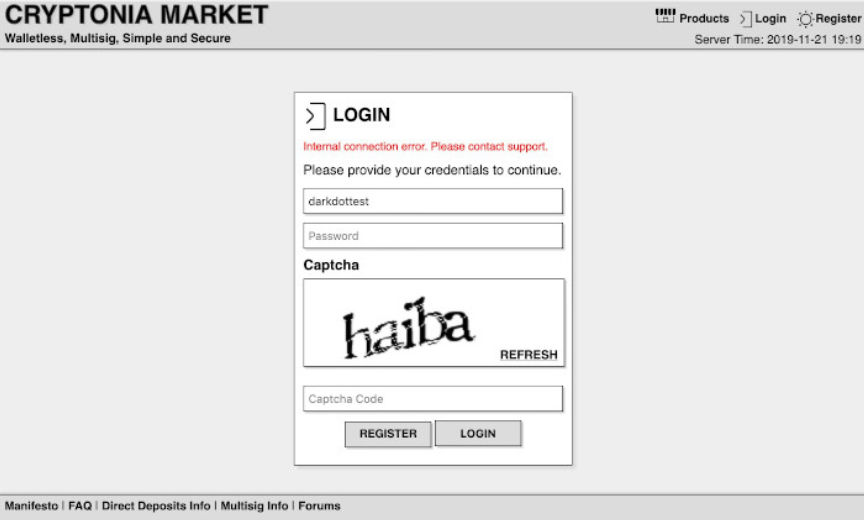 CRYPTONIA MARKET
Walletless, Multisig, Simple and Secure
Products Login Register
Server Time: 2019-11-21 19:19
LOGIN
Internal connection error. Please contact support.
Please provide your credentials to continue.
darkdottest
Password
Captcha
haiba
REFRESH
Captcha Code
REGISTER LOGIN
Manifesto | FAQ | Direct Deposits Info | Multisig Info | Forums